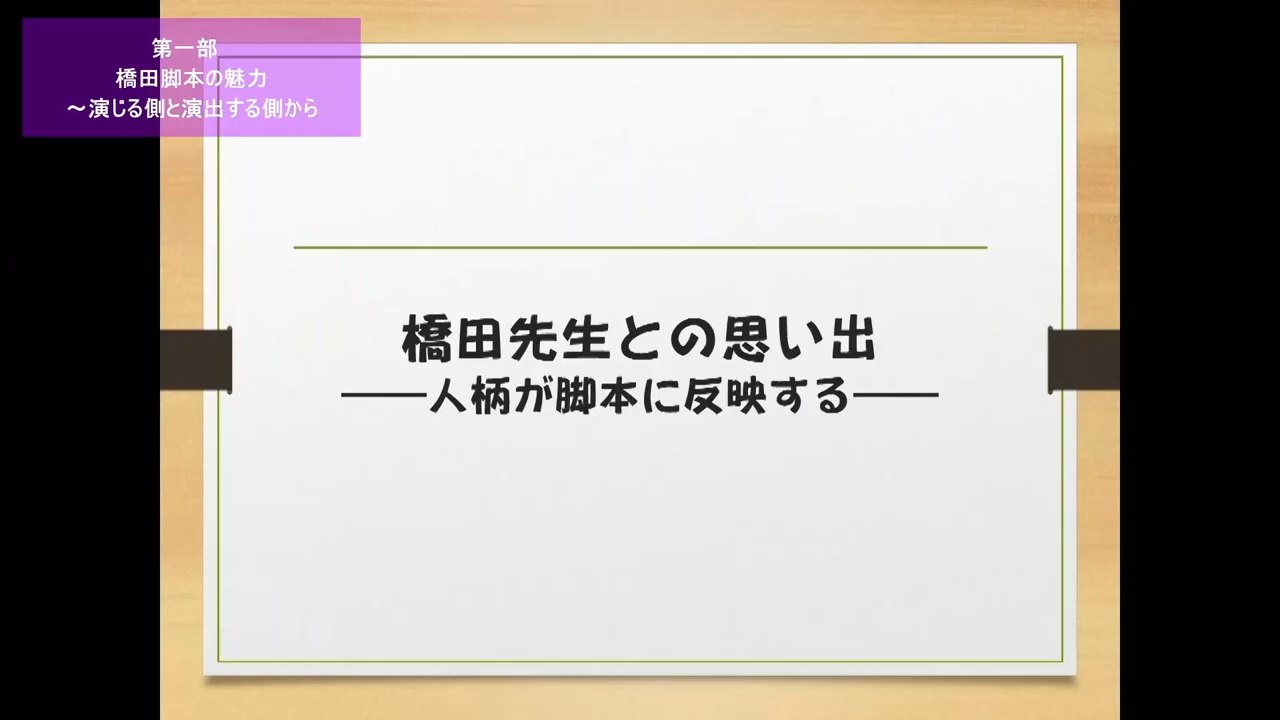 第一部
橋田脚本の魅力
～演じる側と演出する側から
橋田先生との思い出
――人柄が脚本に反映する――